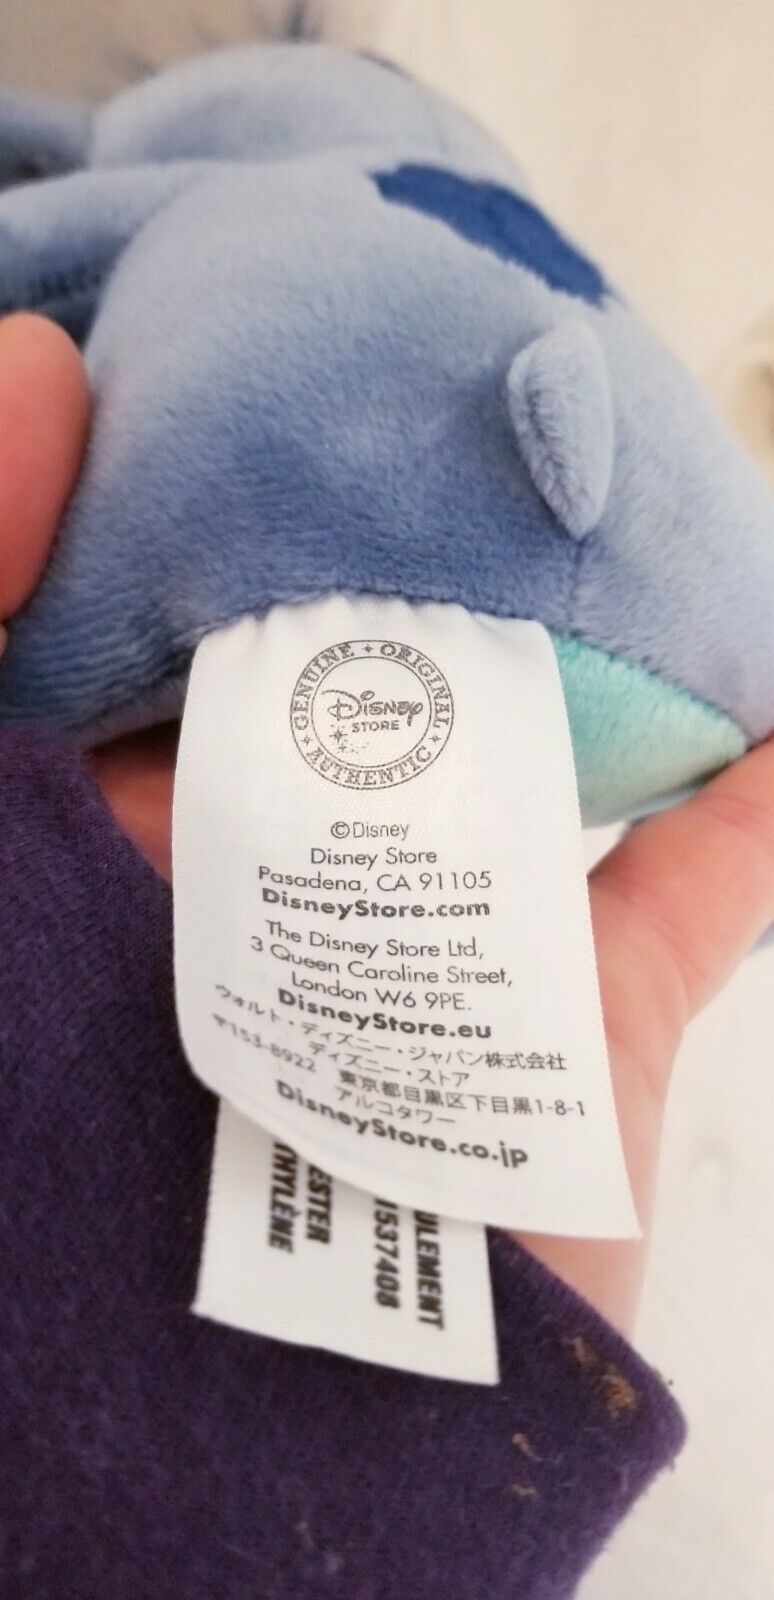 GENUINE ORIGINAL
Disney
STORE
AUTHENTIC
©Disney
Disney Store
Pasadena, CA 91105
DisneyStore.com
The Disney Store Ltd,
3 Queen Caroline Street,
London W6 9PE.
DisneyStore.eu
ウォルト・ディズニー・ジャパン株式会社
ディズニー・ストア
〒153-8922 東京都目黒区下目黒1-8-1
アルコタワー
DisneyStore.co.jp